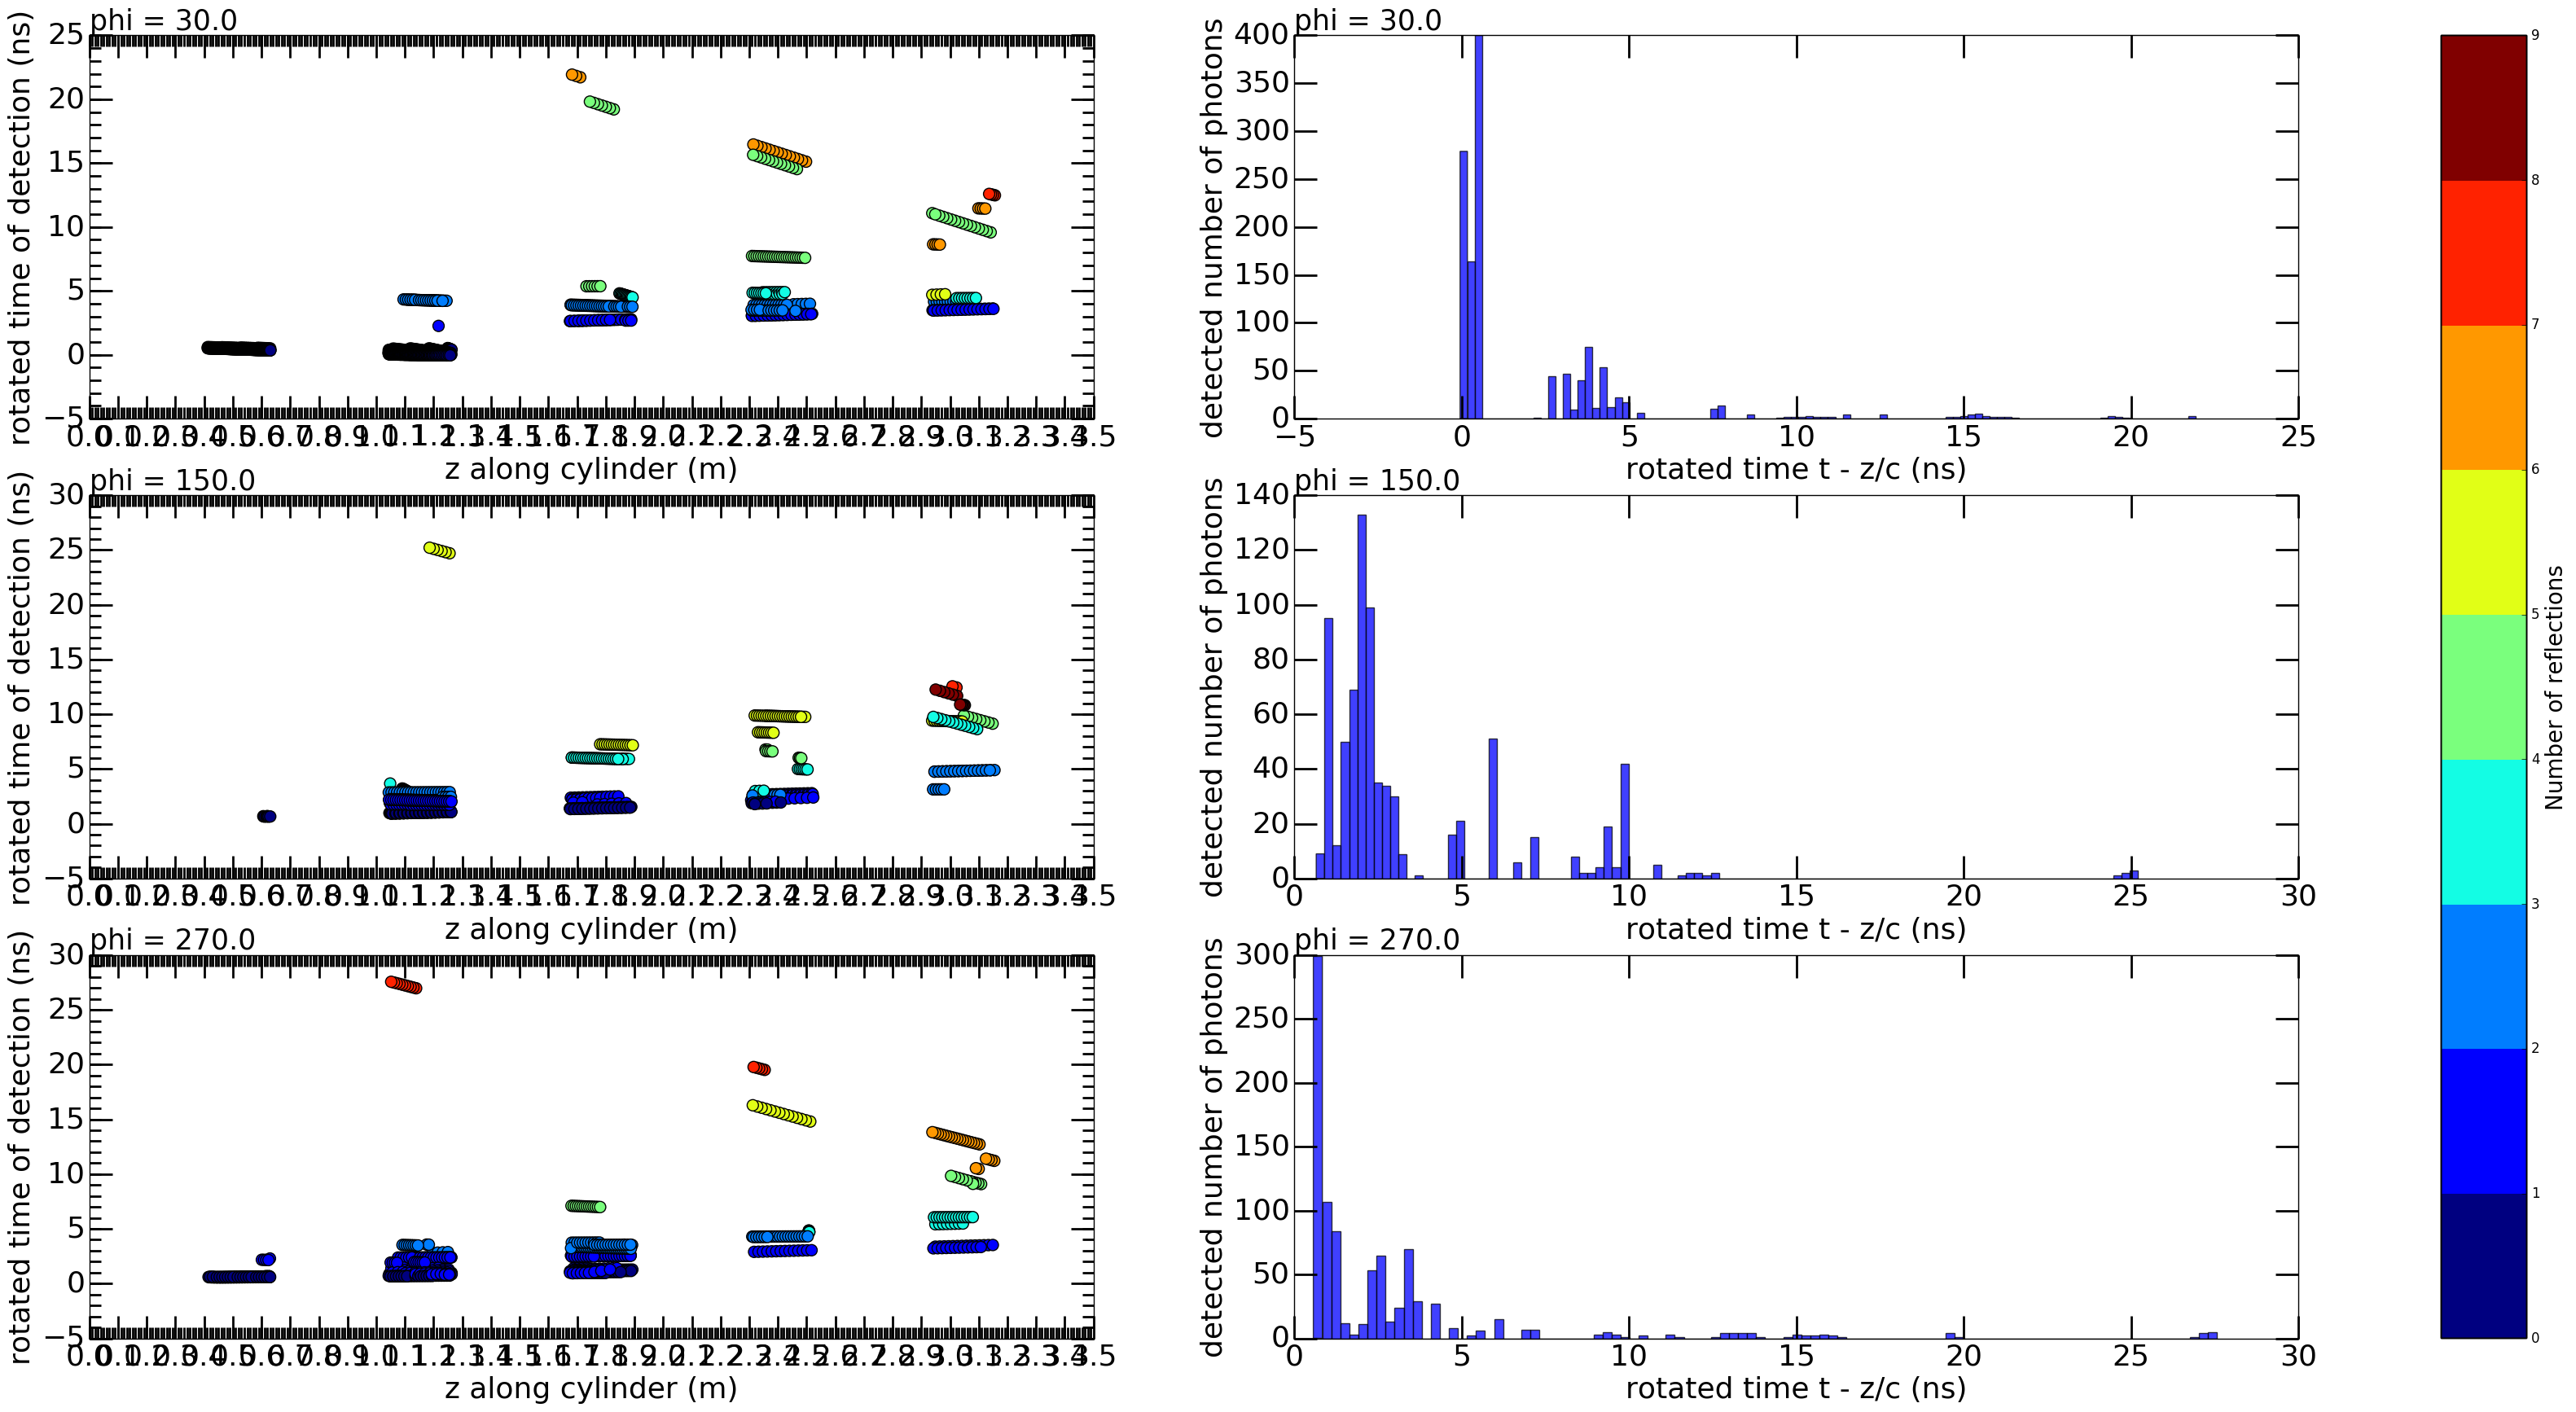 phi = 30.0
rotated time of detection (ns)
25
20
15
10
5
0
−5
z along cylinder (m)
phi = 30.0
detected number of photons
400
350
300
250
200
150
100
50
0
−5 0 5 10 15 20 25
rotated time t - z/c (ns)
phi = 150.0
rotated time of detection (ns)
30
25
20
15
10
5
0
−5
z along cylinder (m)
phi = 150.0
detected number of photons
140
120
100
80
60
40
20
0
0 5 10 15 20 25 30
rotated time t - z/c (ns)
phi = 270.0
rotated time of detection (ns)
30
25
20
15
10
5
0
−5
z along cylinder (m)
phi = 270.0
detected number of photons
300
250
200
150
100
50
0
0 5 10 15 20 25 30
rotated time t - z/c (ns)
9
8
7
6
5
4
3
2
1
0
Number of reflections